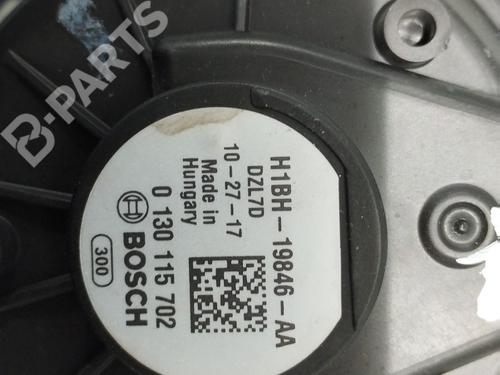 H1BH-19846-AA
DZL7D
10-27-17
Made in
Hungary
0 130 115 702
BOSCH
300
B-PARTS